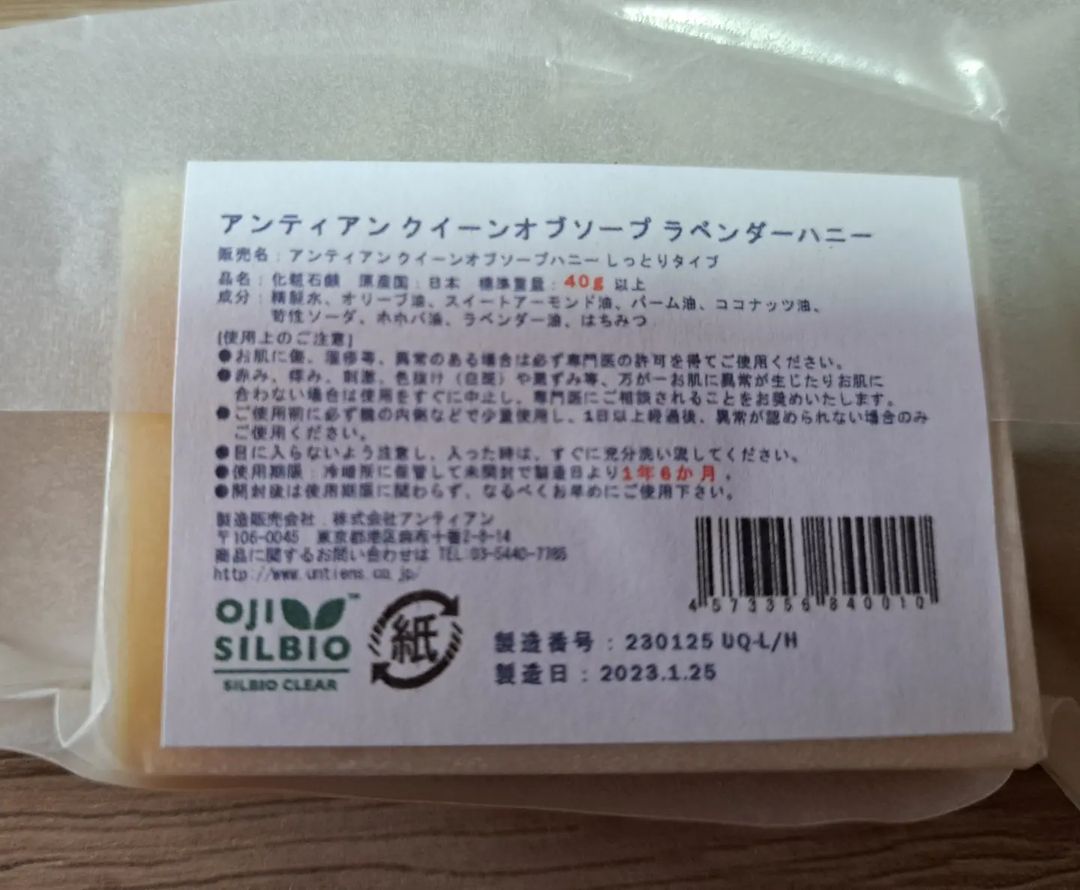 アンティアン クイーンオブソープ ラベンダーハニー
販売名：アンティアンクイーンオブソープハニー しっとりタイプ
品名：化粧石鹸　原産国：日本　標準重量：40g 以上
成分：精製水、オリーブ油、スイートアーモンド油、パーム油、ココナッツ油、
苛性ソーダ、ホホバ油、ラベンダー油、はちみつ
[使用上のご注意]
●お肌に傷、湿疹等、異常のある場合は必ず専門医の許可を得てご使用ください。
●赤み、痒み、刺激、色抜け（白斑）や黒ずみ等、万が一お肌に異常が生じたりお肌に
合わない場合は使用をすぐに中止し、専門医にご相談されることをお奨めいたします。
●ご使用前に必ず腕の内側などで少量使用し、1日以上経過後、異常が認められない場合のみ
ご使用ください。
●目に入らないよう注意し、入った時は、すぐに充分洗い流してください。
●使用期限：冷暗所に保管して未開封で製造日より1年6か月。
●開封後は使用期限に関わらず、なるべくお早めにご使用下さい。
製造販売会社：株式会社アンティアン
〒106-0045　東京都港区麻布十番2-8-14
商品に関するお問い合わせは TEL:03-5440-7785
http://www.untiens.co.jp/
4 573356 840010
OJI
SILBIO™
SILBIO CLEAR
紙
製造番号：230125 UQ-L/H
製造日：2023.1.25